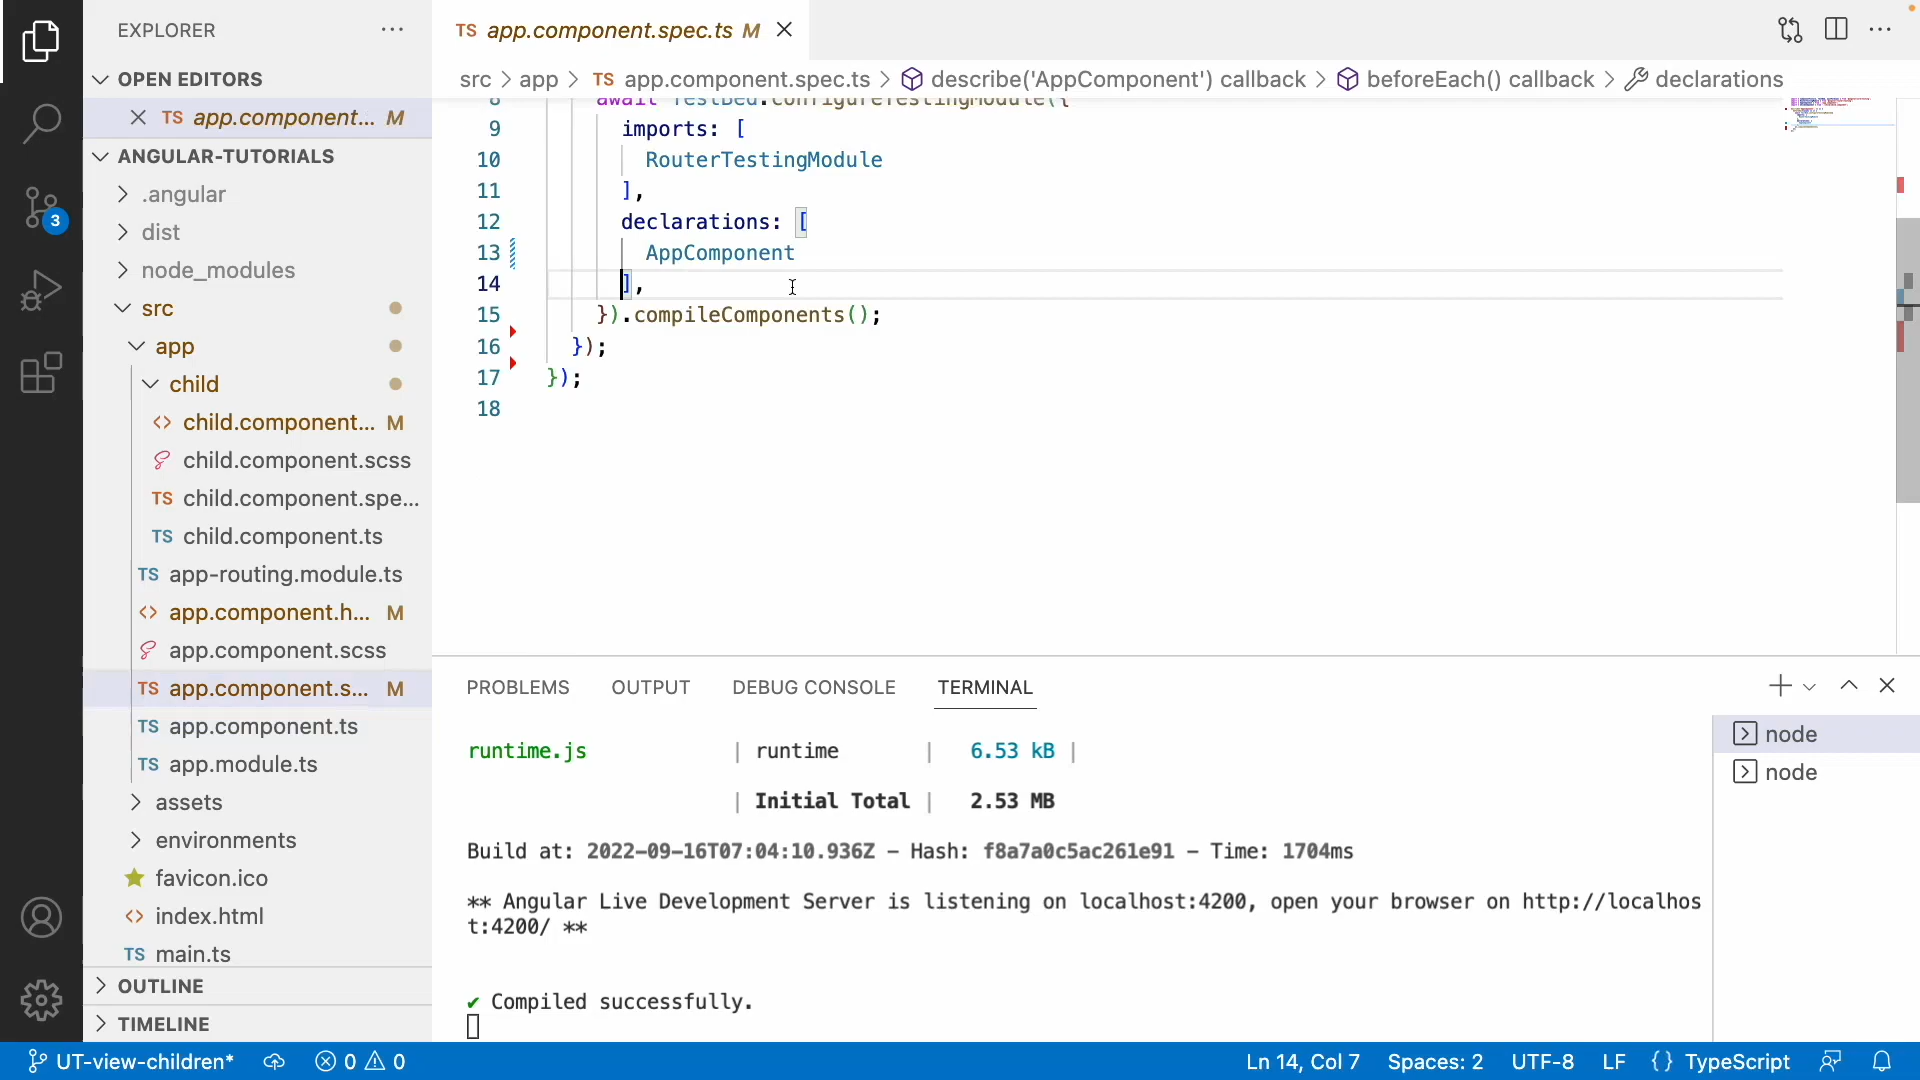 EXPLORER
OPEN EDITORS
TS app.component... M
ANGULAR-TUTORIALS
.angular
dist
node_modules
src
app
child
<> child.component... M
child.component.scss
TS child.component.spe...
TS child.component.ts
TS app-routing.module.ts
<> app.component.h... M
app.component.scss
TS app.component.s... M
TS app.component.ts
TS app.module.ts
assets
environments
favicon.ico
<> index.html
TS main.ts
OUTLINE
TIMELINE
3
TS app.component.spec.ts M
src > app > TS app.component.spec.ts > describe('AppComponent') callback > beforeEach() callback > declarations
8 await TestBed.configureTestingModule({
9 imports: [
10 RouterTestingModule
11 ],
12 declarations: [
13 AppComponent
14 ],
15 }).compileComponents();
16 });
17 });
18
PROBLEMS OUTPUT DEBUG CONSOLE TERMINAL
runtime.js | runtime | 6.53 kB |
| Initial Total | 2.53 MB
Build at: 2022-09-16T07:04:10.936Z - Hash: f8a7a0c5ac261e91 - Time: 1704ms
** Angular Live Development Server is listening on localhost:4200, open your browser on http://localhos
t:4200/ **
✔ Compiled successfully.
node
node
UT-view-children* 0 0 Ln 14, Col 7 Spaces: 2 UTF-8 LF {} TypeScript